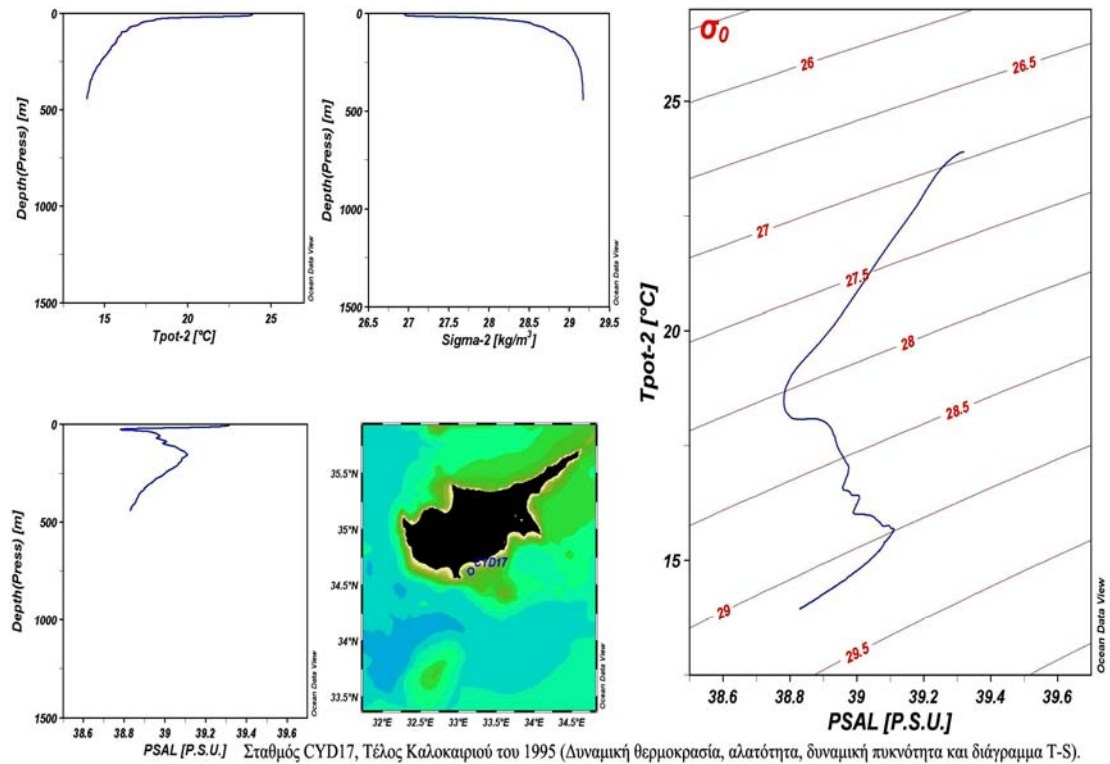 0
500
1000
1500
Depth(Press) [m]
15
20
25
Tpot-2 [°C]
Ocean Data View
0
500
1000
1500
Depth(Press) [m]
26.5
27
27.5
28
28.5
29
29.5
Sigma-2 [kg/m³]
Ocean Data View
σ₀
26
26.5
27
27.5
28
28.5
29
29.5
25
20
15
Tpot-2 [°C]
38.6
38.8
39
39.2
39.4
39.6
PSAL [P.S.U.]
Ocean Data View
0
500
1000
1500
Depth(Press) [m]
38.6
38.8
39
39.2
39.4
39.6
PSAL [P.S.U.]
Ocean Data View
35.5°N
35°N
34.5°N
34°N
33.5°N
32°E
32.5°E
33°E
33.5°E
34°E
34.5°E
CYD17
Ocean Data View
Σταθμός CYD17, Τέλος Καλοκαιριού του 1995 (Δυναμική θερμοκρασία, αλατότητα, δυναμική πυκνότητα και διάγραμμα T-S).